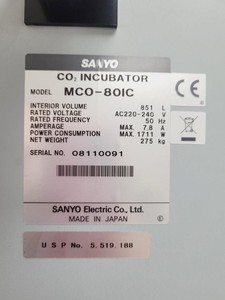 SANYO
CO₂ INCUBATOR
MODEL MCO-80IC
INTERIOR VOLUME 851 L
RATED VOLTAGE AC220-240 V
RATED FREQUENCY 50 Hz
AMPERAGE MAX. 7.8 A
POWER CONSUMPTION MAX. 1711 W
NET WEIGHT 275 kg
SERIAL NO. 08110091
SANYO Electric Co., Ltd.
MADE IN JAPAN
CE
U S P No. 5.519.188